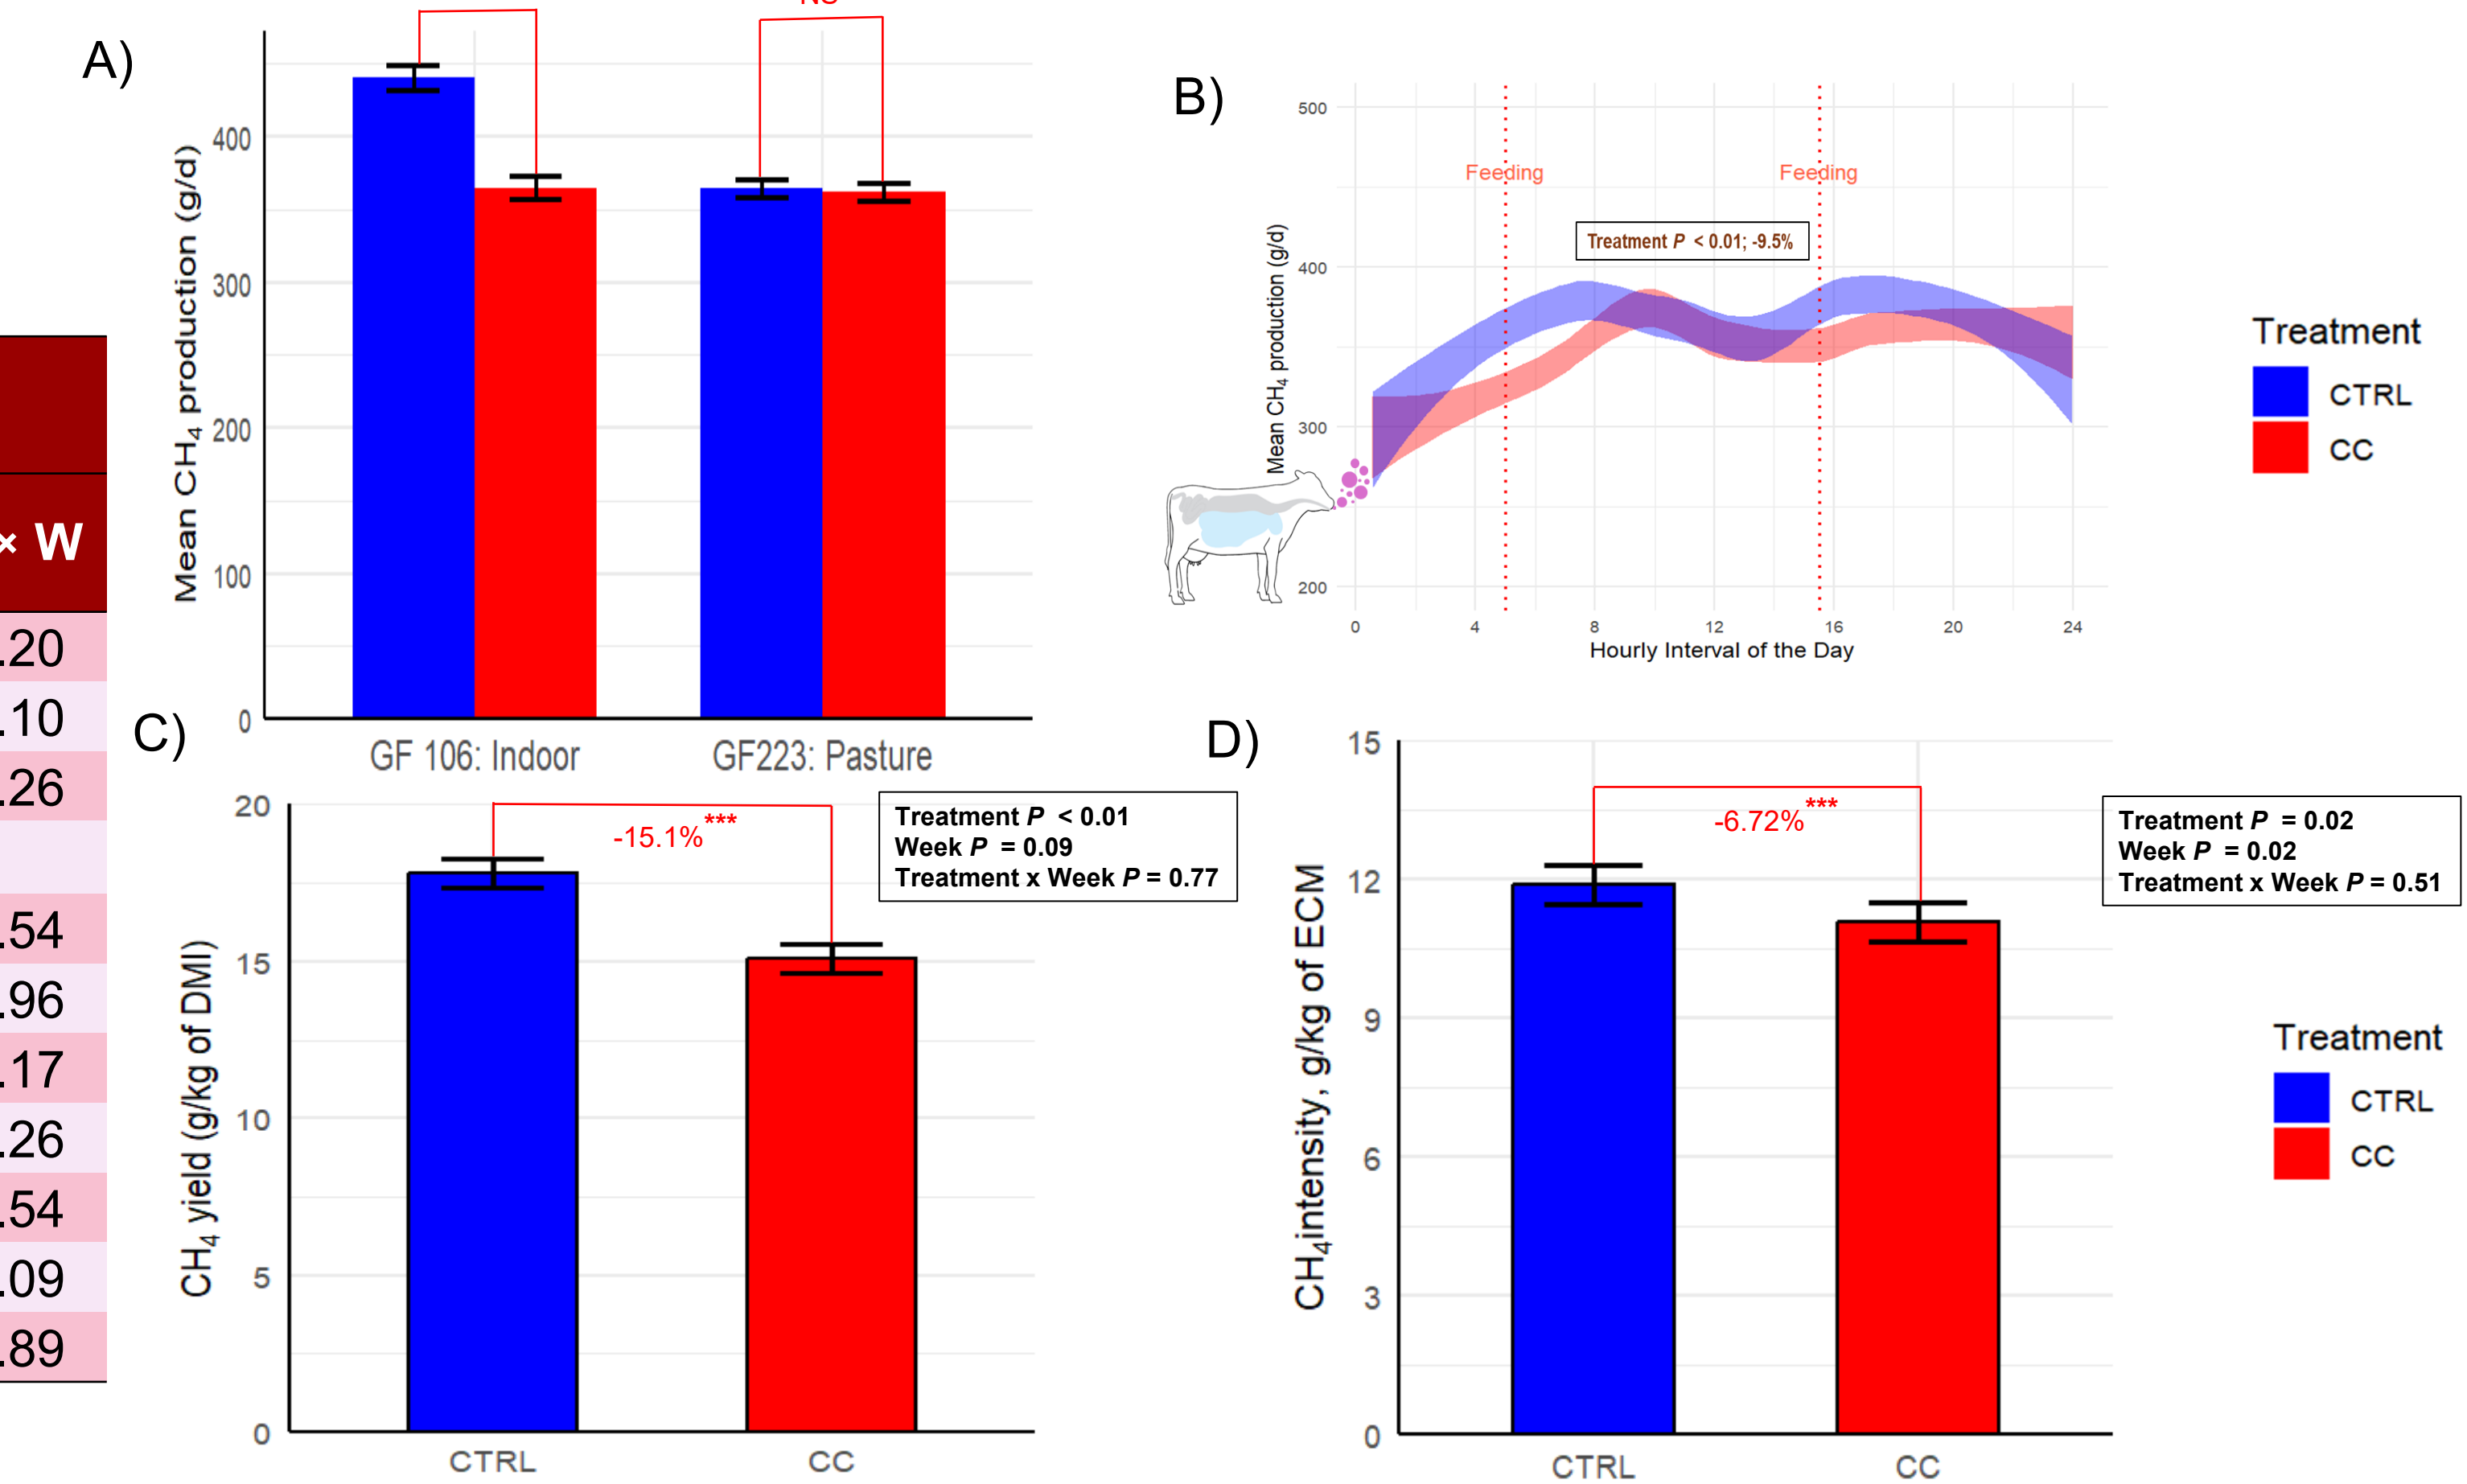 × W
.20
.10
.26
.54
.96
.17
.26
.54
.09
.89
A)
Mean CH₄ production (g/d)
400
300
200
100
0
GF 106: Indoor
GF223: Pasture
B)
Mean CH₄ production (g/d)
500
400
300
200
Feeding
Feeding
Treatment P < 0.01; -9.5%
0 4 8 12 16 20 24
Hourly Interval of the Day
Treatment
CTRL
CC
C)
CH₄ yield (g/kg of DMI)
20
15
10
5
0
-15.1%***
Treatment P < 0.01
Week P = 0.09
Treatment x Week P = 0.77
CTRL
CC
D)
CH₄intensity, g/kg of ECM
15
12
9
6
3
0
-6.72%***
Treatment P = 0.02
Week P = 0.02
Treatment x Week P = 0.51
CTRL
CC
Treatment
CTRL
CC